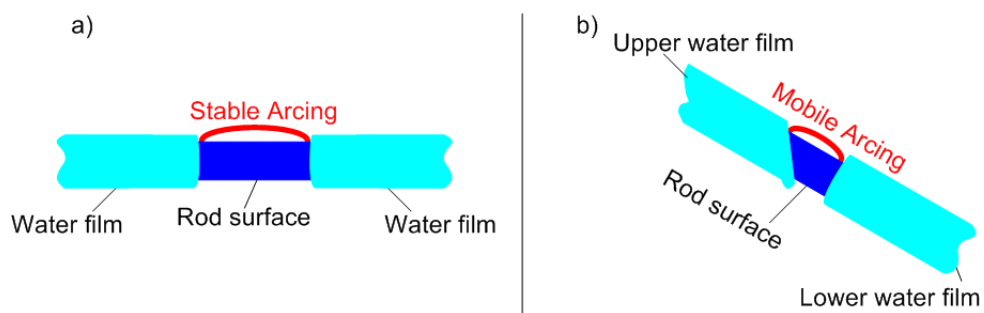 a)
Stable Arcing
Water film
Rod surface
Water film
b)
Upper water film
Mobile Arcing
Rod surface
Lower water film